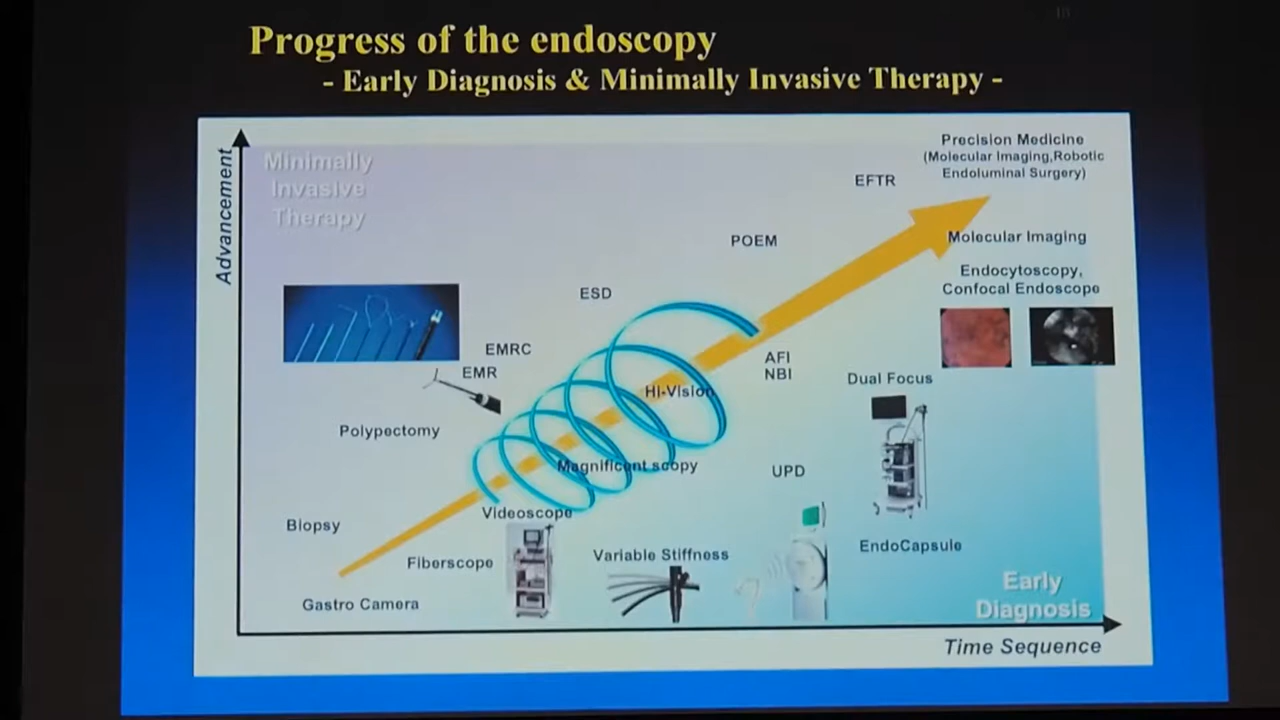 Progress of the endoscopy
- Early Diagnosis & Minimally Invasive Therapy -
Advancement
Minimally
Invasive
Therapy
Precision Medicine
(Molecular Imaging,Robotic
Endoluminal Surgery)
EFTR
POEM
Molecular Imaging
Endocytoscopy,
Confocal Endoscope
ESD
EMRC
EMR
AFI
NBI
Hi-Vision
Dual Focus
Polypectomy
Magnificent scopy
UPD
Biopsy
Videoscope
Fiberscope
Variable Stiffness
EndoCapsule
Gastro Camera
Early
Diagnosis
Time Sequence